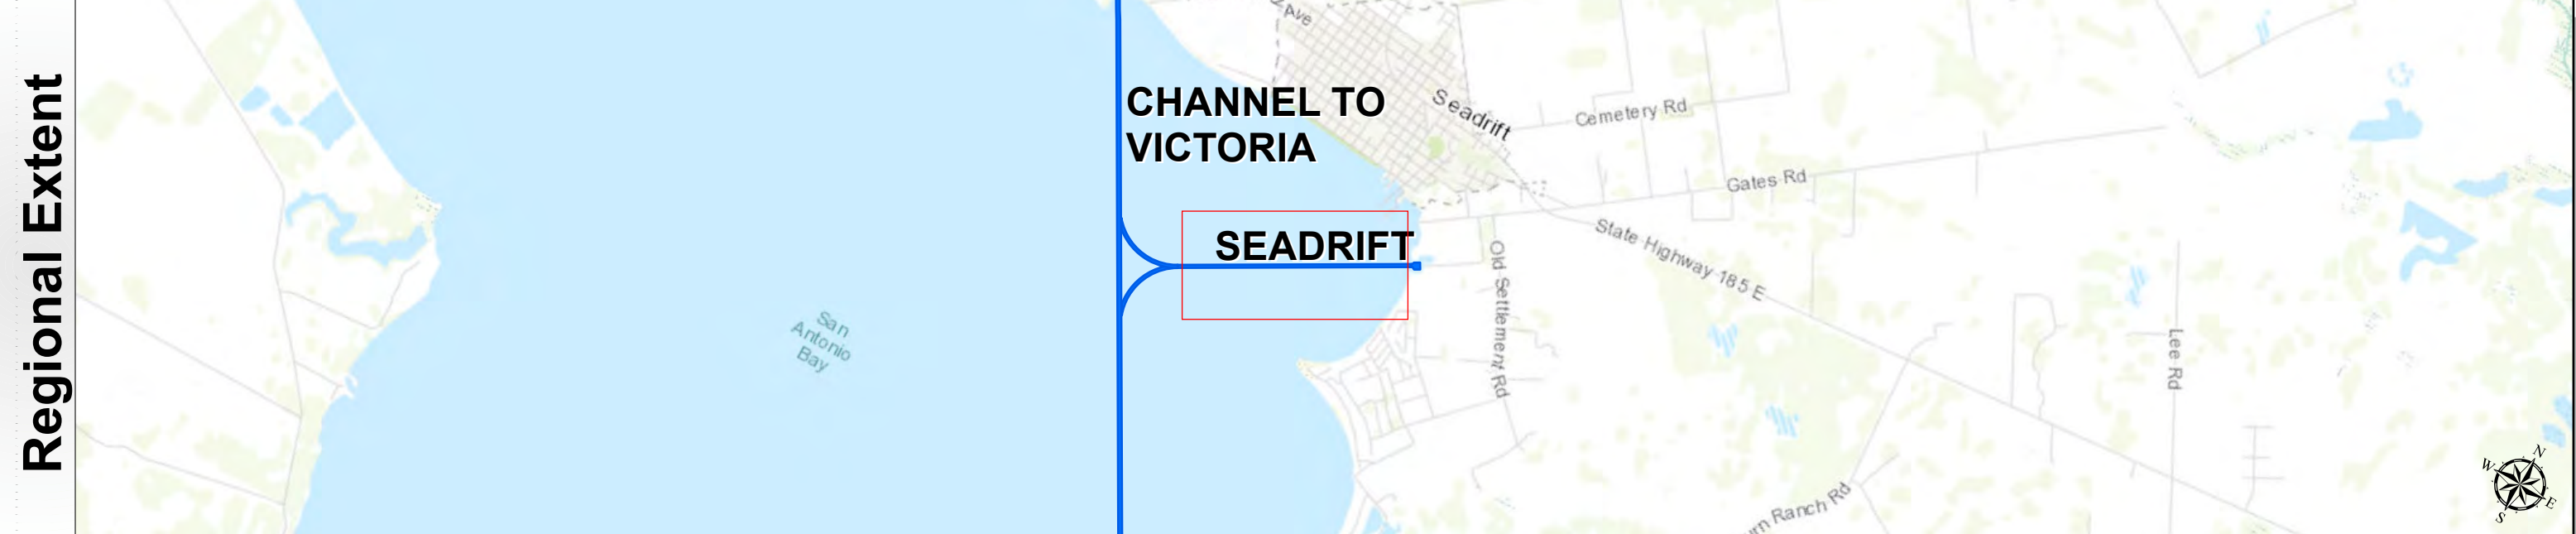 Regional Extent
Ave
CHANNEL TO
VICTORIA
Seadrift
Cemetery Rd
Gates Rd
SEADRIFT
State Highway 185 E
Old Settlement Rd
San
Antonio
Bay
Lee Rd
Ranch Rd
N
W
E
S